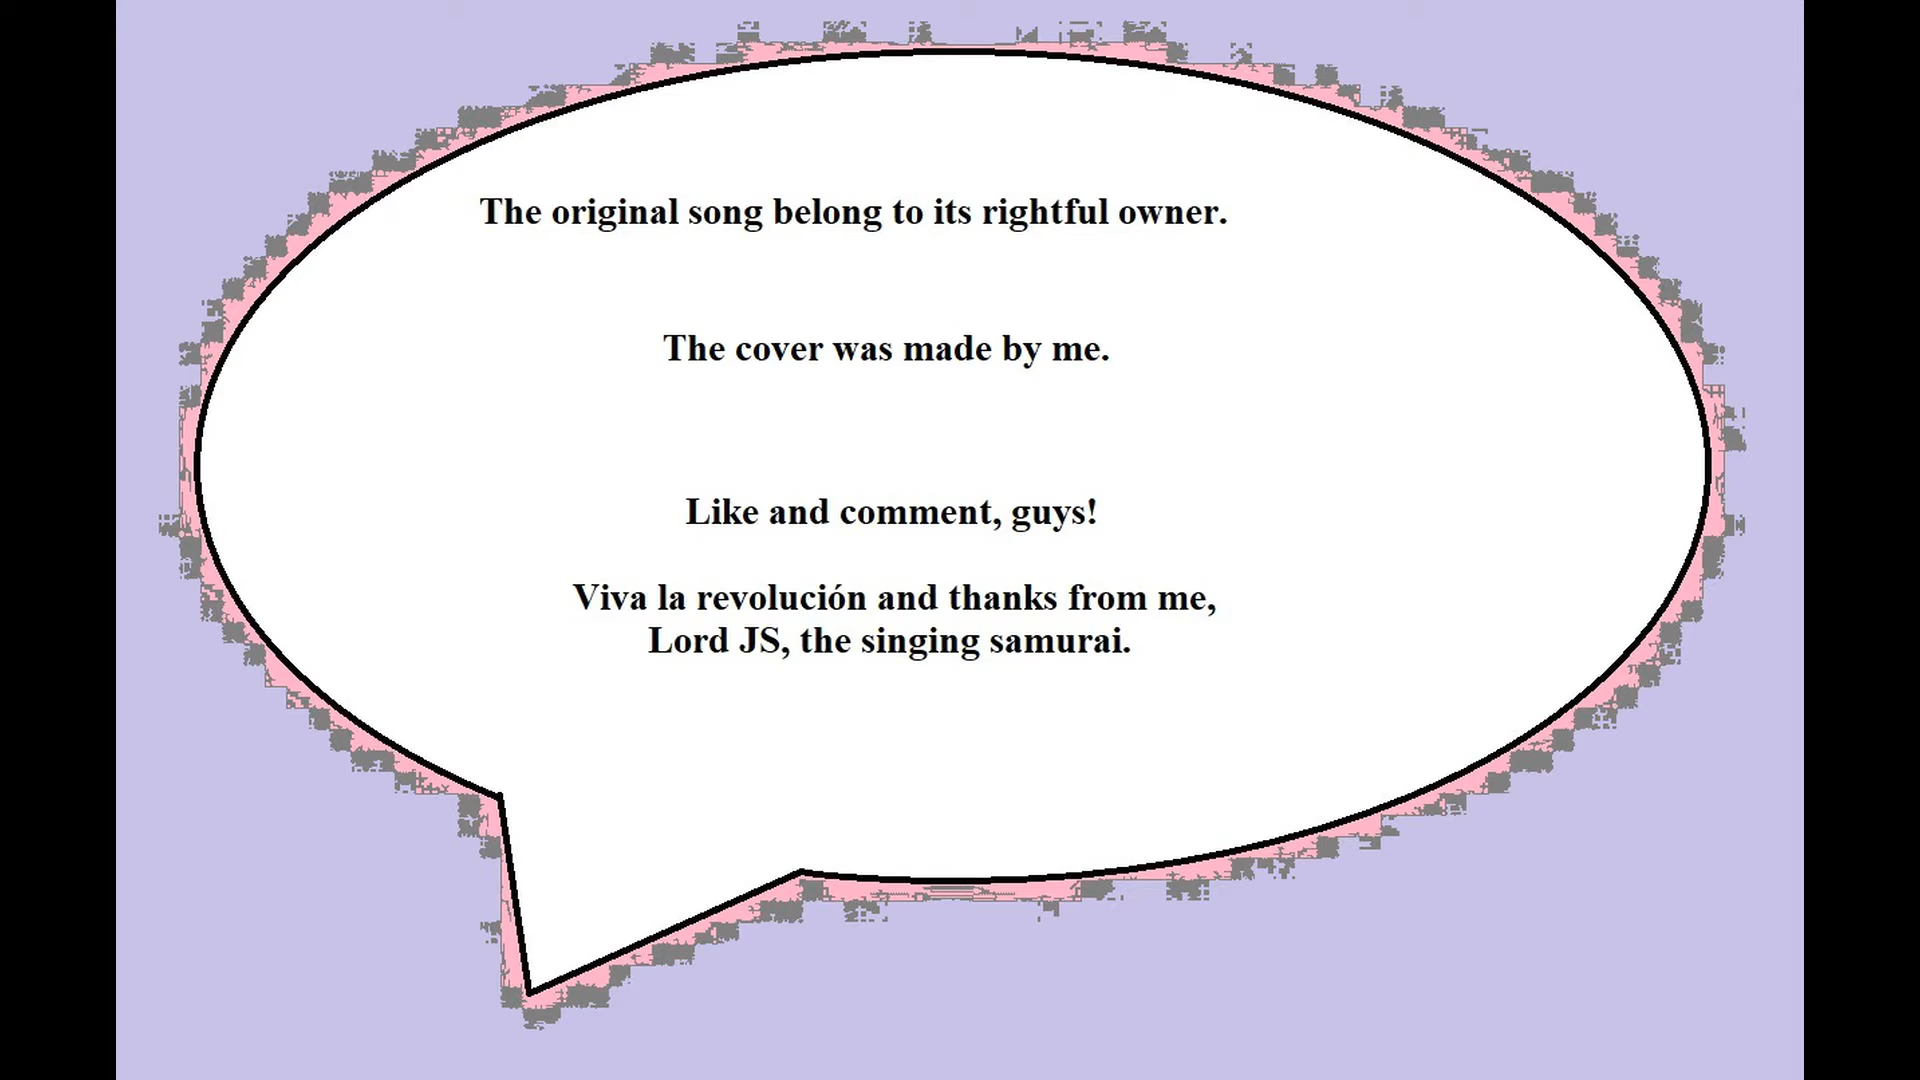 The original song belong to its rightful owner.
The cover was made by me.
Like and comment, guys!
Viva la revolución and thanks from me,
Lord JS, the singing samurai.